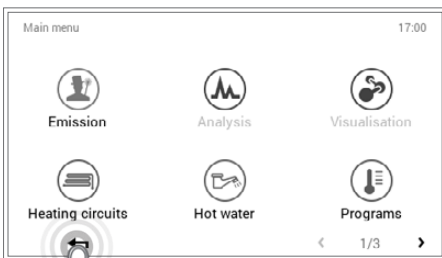 Main menu 17:00
Emission Analysis Visualisation
Heating circuits Hot water Programs
< 1/3 >